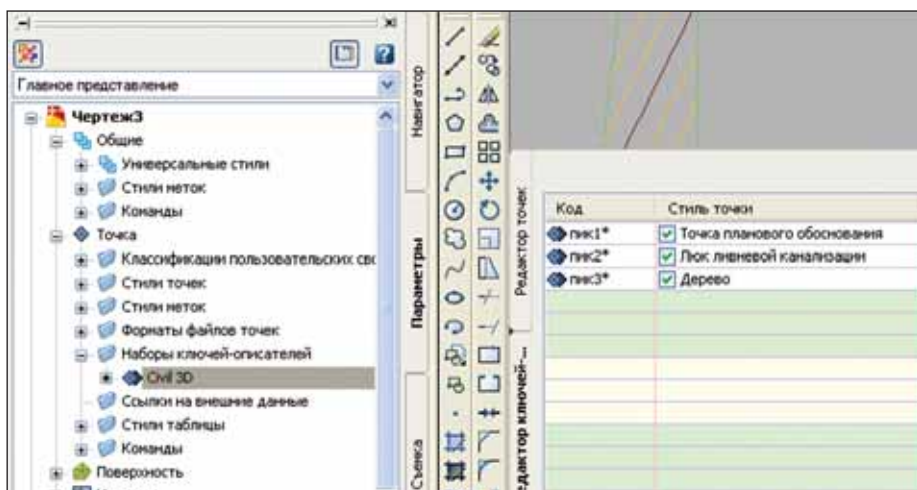 Главное представление
Чертеж3
Общие
Универсальные стили
Стили меток
Команды
Точка
Классификации пользовательских сво
Стили точек
Стили меток
Форматы файлов точек
Наборы ключей-описателей
Civil 3D
Ссылки на внешние данные
Стили таблицы
Команды
Поверхность
Навигатор
Параметры
Съемка
Редактор точек
едактор ключей-...
Код Стиль точки
пик1* Точка планового обоснования
пик2* Люк ливневой канализации
пик3* Дерево